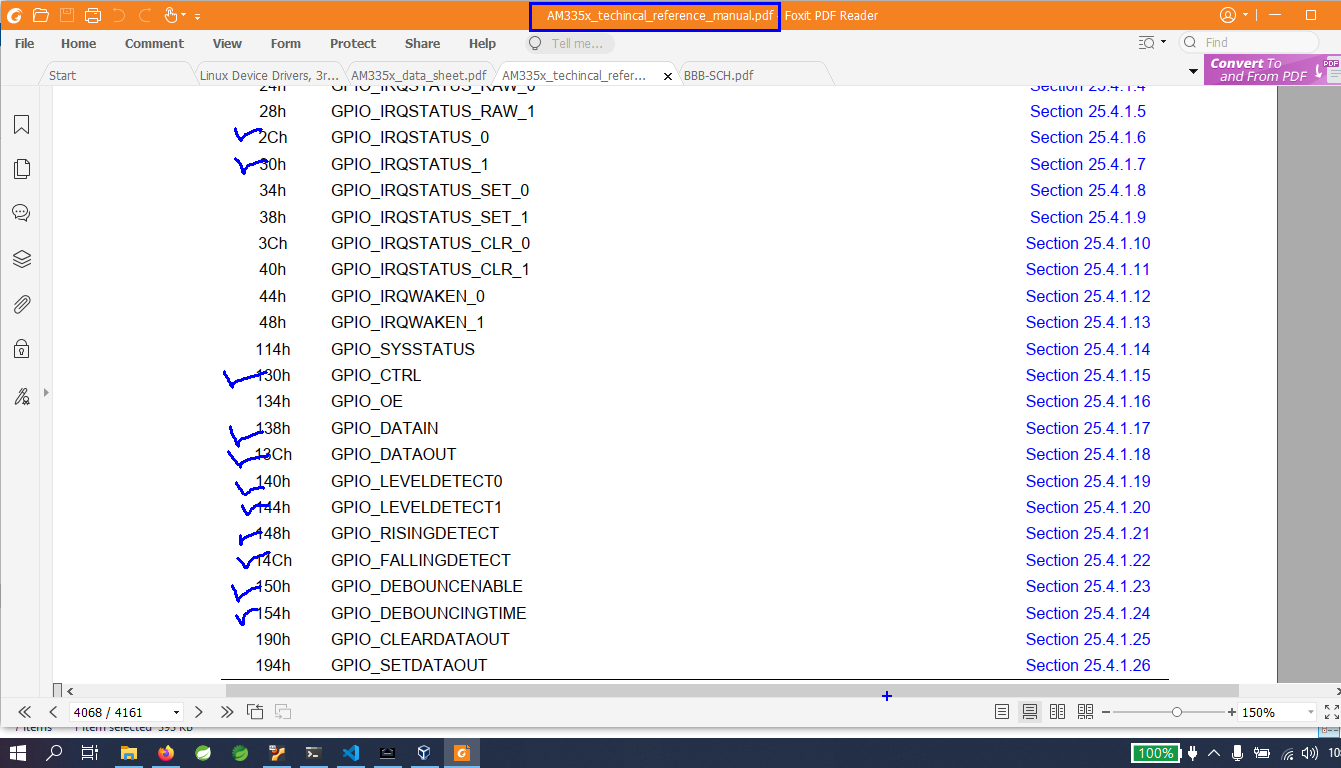 AM335x_techincal_reference_manual.pdf - Foxit PDF Reader
File Home Comment View Form Protect Share Help Tell me... Find
Start Linux Device Drivers, 3r... AM335x_data_sheet.pdf AM335x_techincal_refer... BBB-SCH.pdf
Convert To
and From PDF
PDF
24h GPIO_IRQSTATUS_RAW_0 Section 25.4.1.4
28h GPIO_IRQSTATUS_RAW_1 Section 25.4.1.5
2Ch GPIO_IRQSTATUS_0 Section 25.4.1.6
30h GPIO_IRQSTATUS_1 Section 25.4.1.7
34h GPIO_IRQSTATUS_SET_0 Section 25.4.1.8
38h GPIO_IRQSTATUS_SET_1 Section 25.4.1.9
3Ch GPIO_IRQSTATUS_CLR_0 Section 25.4.1.10
40h GPIO_IRQSTATUS_CLR_1 Section 25.4.1.11
44h GPIO_IRQWAKEN_0 Section 25.4.1.12
48h GPIO_IRQWAKEN_1 Section 25.4.1.13
114h GPIO_SYSSTATUS Section 25.4.1.14
130h GPIO_CTRL Section 25.4.1.15
134h GPIO_OE Section 25.4.1.16
138h GPIO_DATAIN Section 25.4.1.17
13Ch GPIO_DATAOUT Section 25.4.1.18
140h GPIO_LEVELDETECT0 Section 25.4.1.19
144h GPIO_LEVELDETECT1 Section 25.4.1.20
148h GPIO_RISINGDETECT Section 25.4.1.21
14Ch GPIO_FALLINGDETECT Section 25.4.1.22
150h GPIO_DEBOUNCENABLE Section 25.4.1.23
154h GPIO_DEBOUNCINGTIME Section 25.4.1.24
190h GPIO_CLEARDATAOUT Section 25.4.1.25
194h GPIO_SETDATAOUT Section 25.4.1.26
4068 / 4161 150%
7 items 1 item selected 595 KB
100% 10: